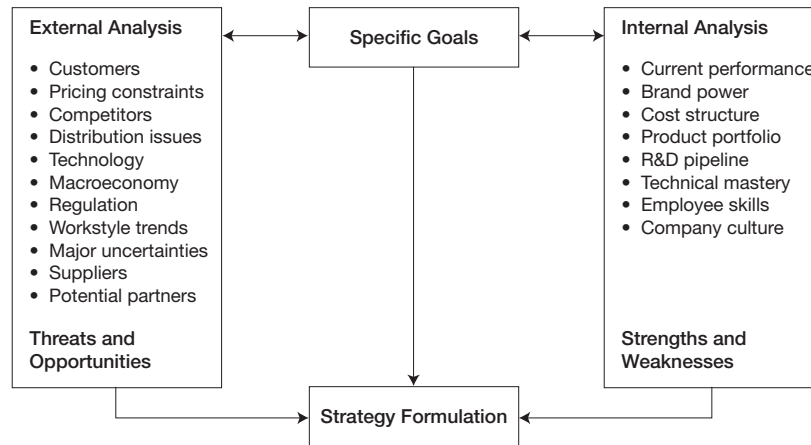 External Analysis
• Customers
• Pricing constraints
• Competitors
• Distribution issues
• Technology
• Macroeconomy
• Regulation
• Workstyle trends
• Major uncertainties
• Suppliers
• Potential partners
Threats and
Opportunities
Specific Goals
Internal Analysis
• Current performance
• Brand power
• Cost structure
• Product portfolio
• R&D pipeline
• Technical mastery
• Employee skills
• Company culture
Strengths and
Weaknesses
Strategy Formulation